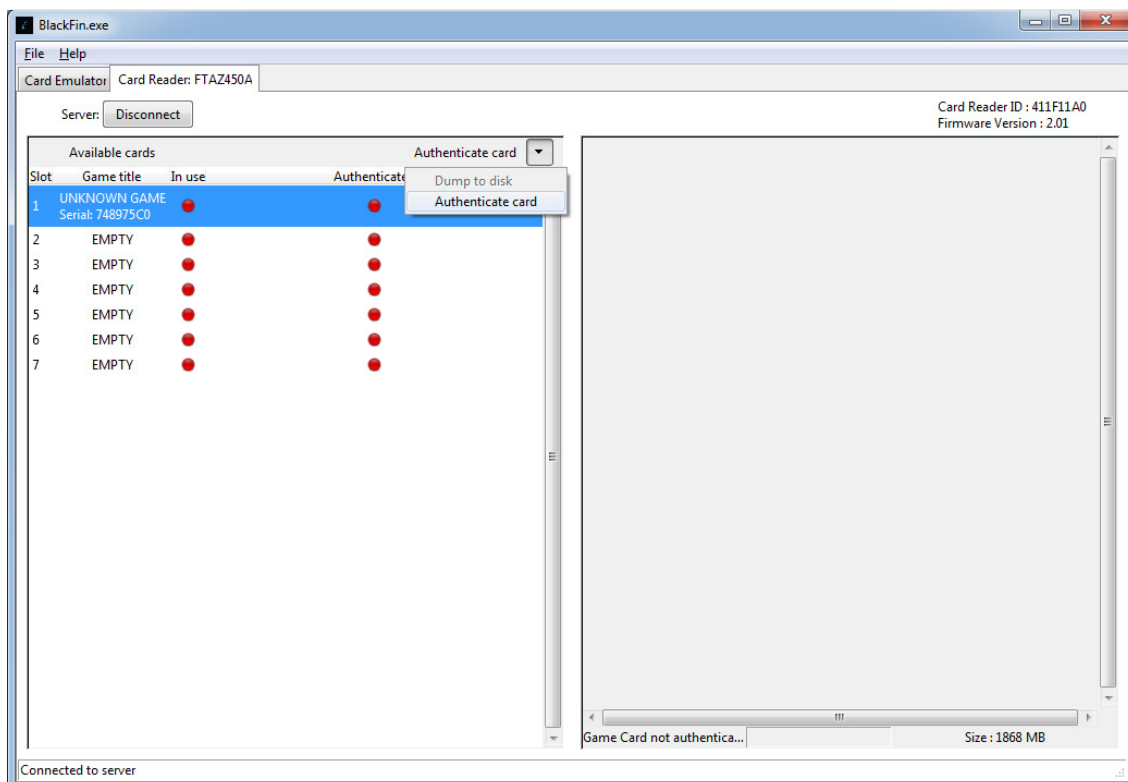 BlackFin.exe
File Help
Card Emulator Card Reader: FTAZ450A
Server: Disconnect
Card Reader ID : 411F11A0
Firmware Version : 2.01
Available cards Authenticate card
Dump to disk
Authenticate card
Slot Game title In use Authenticate
1 UNKNOWN GAME
Serial: 748975C0
2 EMPTY
3 EMPTY
4 EMPTY
5 EMPTY
6 EMPTY
7 EMPTY
Game Card not authentica... Size : 1868 MB
Connected to server